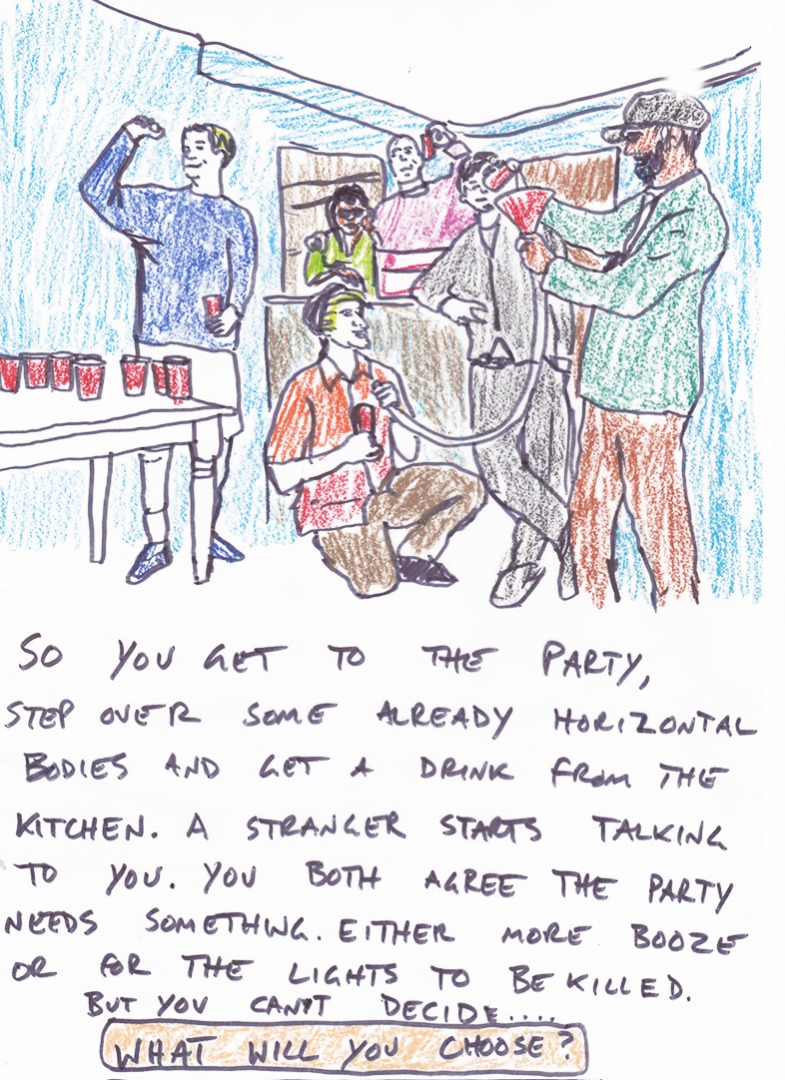 SO YOU GET TO THE PARTY,
STEP OVER SOME ALREADY HORIZONTAL
BODIES AND GET A DRINK FROM THE
KITCHEN. A STRANGER STARTS TALKING
TO YOU. YOU BOTH AGREE THE PARTY
NEEDS SOMETHING. EITHER MORE BOOZE
OR FOR THE LIGHTS TO BE KILLED.
BUT YOU CAN'T DECIDE....
WHAT WILL YOU CHOOSE?